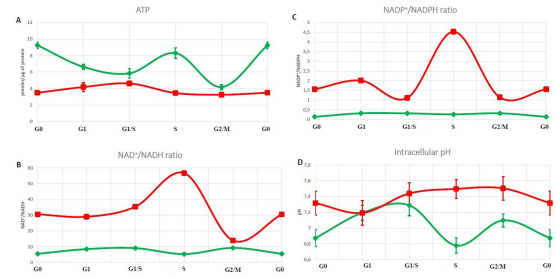 A
ATP
pmoles/µg of protein
12
10
8
6
4
2
0
G0 G1 G1/S S G2/M G0
B
NAD⁺/NADH ratio
NAD⁺/NADH
60
50
40
30
20
10
0
G0 G1 G1/S S G2/M G0
C
NADP⁺/NADPH ratio
NADP⁺/NADPH
5
4,5
4
3,5
3
2,5
2
1,5
1
0,5
0
G0 G1 G1/S S G2/M G0
D
Intracellular pH
pH
7,8
7,6
7,4
7,2
7
6,8
6,6
G0 G1 G1/S S G2/M G0